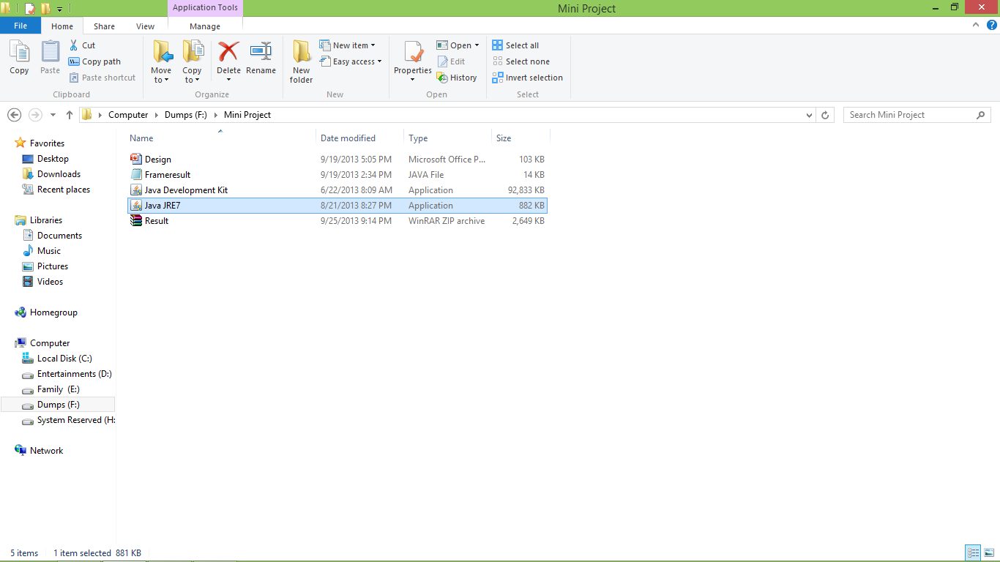 Application Tools
Mini Project
File Home Share View Manage
Copy
Paste
Cut
Copy path
Paste shortcut
Clipboard
Move to
Copy to
Delete
Rename
Organize
New folder
New item
Easy access
New
Properties
Open
Edit
History
Open
Select all
Select none
Invert selection
Select
Computer Dumps (F:) Mini Project
Search Mini Project
Favorites
Desktop
Downloads
Recent places
Libraries
Documents
Music
Pictures
Videos
Homegroup
Computer
Local Disk (C:)
Entertainments (D:)
Family (E:)
Dumps (F:)
System Reserved (H:
Network
Name Date modified Type Size
Design 9/19/2013 5:05 PM Microsoft Office P... 103 KB
Frameresult 9/19/2013 2:34 PM JAVA File 14 KB
Java Development Kit 6/22/2013 8:09 AM Application 92,833 KB
Java JRE7 8/21/2013 8:27 PM Application 882 KB
Result 9/25/2013 9:14 PM WinRAR ZIP archive 2,649 KB
5 items 1 item selected 881 KB